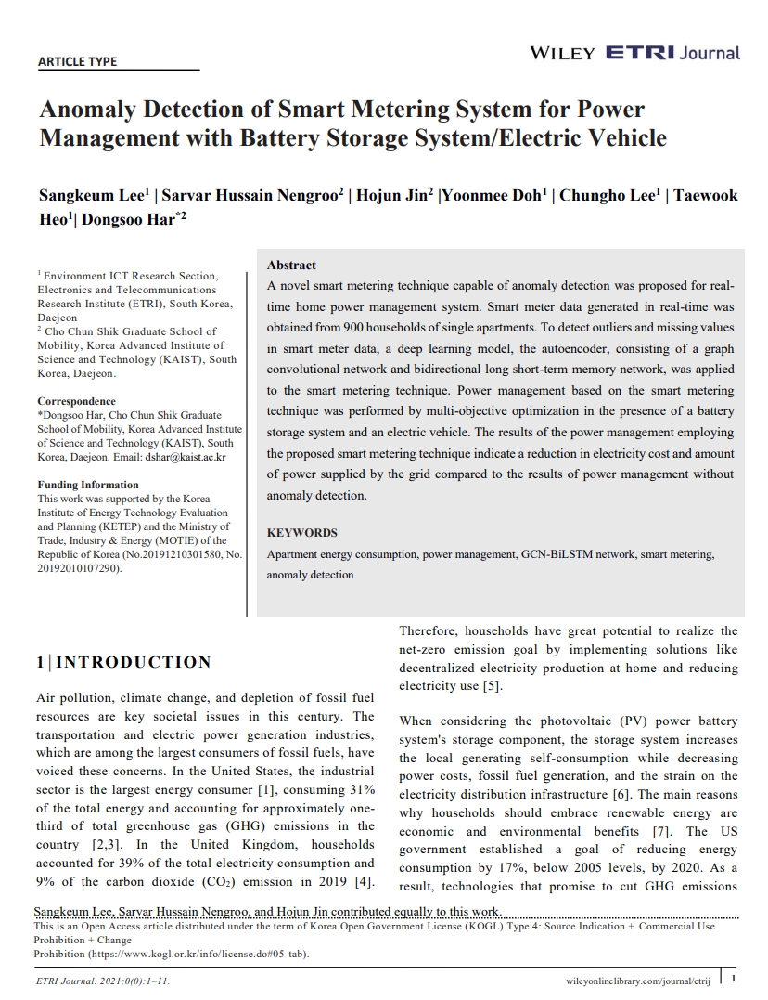 ARTICLE TYPE
WILEY ETRI Journal
Anomaly Detection of Smart Metering System for Power
Management with Battery Storage System/Electric Vehicle
Sangkeum Lee1 | Sarvar Hussain Nengroo2 | Hojun Jin2 |Yoonmee Doh1 | Chungho Lee1 | Taewook
Heo1| Dongsoo Har*2
1 Environment ICT Research Section,
Electronics and Telecommunications
Research Institute (ETRI), South Korea,
Daejeon
2 Cho Chun Shik Graduate School of
Mobility, Korea Advanced Institute of
Science and Technology (KAIST), South
Korea, Daejeon.
Correspondence
*Dongsoo Har, Cho Chun Shik Graduate
School of Mobility, Korea Advanced Institute
of Science and Technology (KAIST), South
Korea, Daejeon. Email: dshar@kaist.ac.kr
Funding Information
This work was supported by the Korea
Institute of Energy Technology Evaluation
and Planning (KETEP) and the Ministry of
Trade, Industry & Energy (MOTIE) of the
Republic of Korea (No.20191210301580, No.
20192010107290).
Abstract
A novel smart metering technique capable of anomaly detection was proposed for real-
time home power management system. Smart meter data generated in real-time was
obtained from 900 households of single apartments. To detect outliers and missing values
in smart meter data, a deep learning model, the autoencoder, consisting of a graph
convolutional network and bidirectional long short-term memory network, was applied
to the smart metering technique. Power management based on the smart metering
technique was performed by multi-objective optimization in the presence of a battery
storage system and an electric vehicle. The results of the power management employing
the proposed smart metering technique indicate a reduction in electricity cost and amount
of power supplied by the grid compared to the results of power management without
anomaly detection.
KEYWORDS
Apartment energy consumption, power management, GCN-BiLSTM network, smart metering,
anomaly detection
1|INTRODUCTION
Air pollution, climate change, and depletion of fossil fuel
resources are key societal issues in this century. The
transportation and electric power generation industries,
which are among the largest consumers of fossil fuels, have
voiced these concerns. In the United States, the industrial
sector is the largest energy consumer [1], consuming 31%
of the total energy and accounting for approximately one-
third of total greenhouse gas (GHG) emissions in the
country [2,3]. In the United Kingdom, households
accounted for 39% of the total electricity consumption and
9% of the carbon dioxide (CO2) emission in 2019 [4].
Therefore, households have great potential to realize the
net-zero emission goal by implementing solutions like
decentralized electricity production at home and reducing
electricity use [5].
When considering the photovoltaic (PV) power battery
system's storage component, the storage system increases
the local generating self-consumption while decreasing
power costs, fossil fuel generation, and the strain on the
electricity distribution infrastructure [6]. The main reasons
why households should embrace renewable energy are
economic and environmental benefits [7]. The US
government established a goal of reducing energy
consumption by 17%, below 2005 levels, by 2020. As a
result, technologies that promise to cut GHG emissions
Sangkeum Lee, Sarvar Hussain Nengroo, and Hojun Jin contributed equally to this work.
This is an Open Access article distributed under the term of Korea Open Government License (KOGL) Type 4: Source Indication + Commercial Use
Prohibition + Change
Prohibition (https://www.kogl.or.kr/info/license.do#05-tab).
ETRI Journal. 2021;0(0):1–11.
wileyonlinelibrary.com/journal/etrij
1